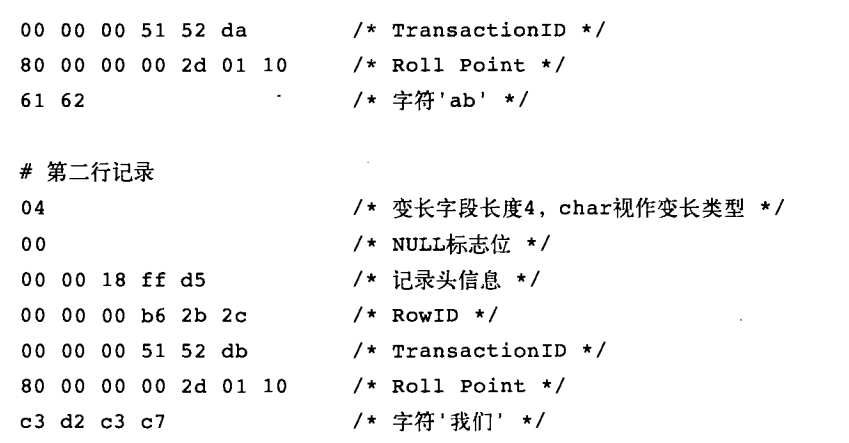 00 00 00 51 52 da /* TransactionID */
80 00 00 00 2d 01 10 /* Roll Point */
61 62 /* 字符'ab' */
# 第二行记录
04 /* 变长字段长度4, char视作变长类型 */
00 /* NULL标志位 */
00 00 18 ff d5 /* 记录头信息 */
00 00 00 b6 2b 2c /* RowID */
00 00 00 51 52 db /* TransactionID */
80 00 00 00 2d 01 10 /* Roll Point */
c3 d2 c3 c7 /* 字符'我们' */